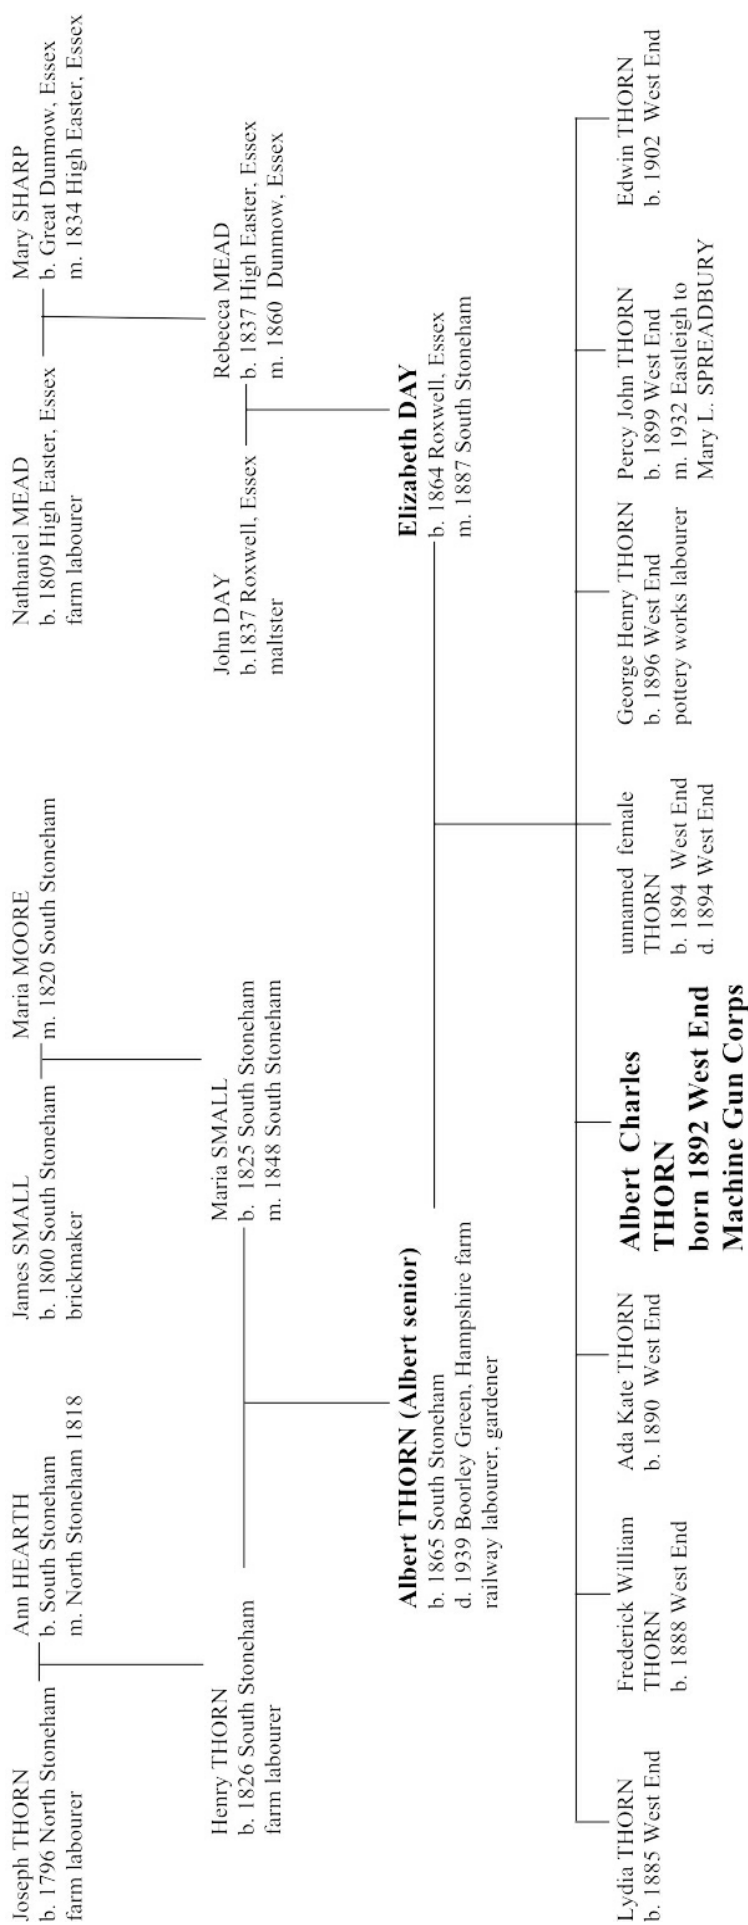 Joseph THORN
b. 1796 North Stoneham
farm labourer
Ann HEARTH
b. South Stoneham
m. North Stoneham 1818
James SMALL
b. 1800 South Stoneham
brickmaker
Maria MOORE
m. 1820 South Stoneham
Nathaniel MEAD
b. 1809 High Easter, Essex
farm labourer
Mary SHARP
b. Great Dunmow, Essex
m. 1834 High Easter, Essex
Henry THORN
b. 1826 South Stoneham
farm labourer
Maria SMALL
b. 1825 South Stoneham
m. 1848 South Stoneham
John DAY
b.1837 Roxwell, Essex
maltster
Rebecca MEAD
b. 1837 High Easter, Essex
m. 1860 Dunmow, Essex
Albert THORN (Albert senior)
b. 1865 South Stoneham
d. 1939 Boorley Green, Hampshire farm
railway labourer, gardener
Elizabeth DAY
b. 1864 Roxwell, Essex
m. 1887 South Stoneham
Lydia THORN
b. 1885 West End
Frederick William
THORN
b. 1888 West End
Ada Kate THORN
b. 1890 West End
Albert Charles
THORN
born 1892 West End
Machine Gun Corps
unnamed female
THORN
b. 1894 West End
d. 1894 West End
George Henry THORN
b. 1896 West End
pottery works labourer
Percy John THORN
b. 1899 West End
m. 1932 Eastleigh to
Mary L. SPREADBURY
Edwin THORN
b. 1902 West End